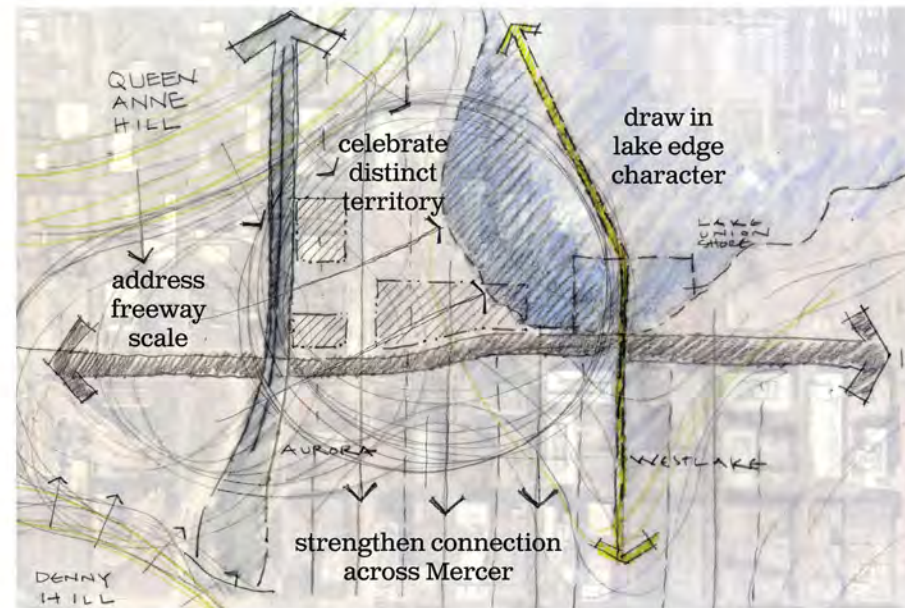 QUEEN
ANNE
HILL
celebrate
distinct
territory
draw in
lake edge
character
LAKE
UNION
SHORE
address
freeway
scale
AURORA
WESTLAKE
strengthen connection
across Mercer
DENNY
HILL